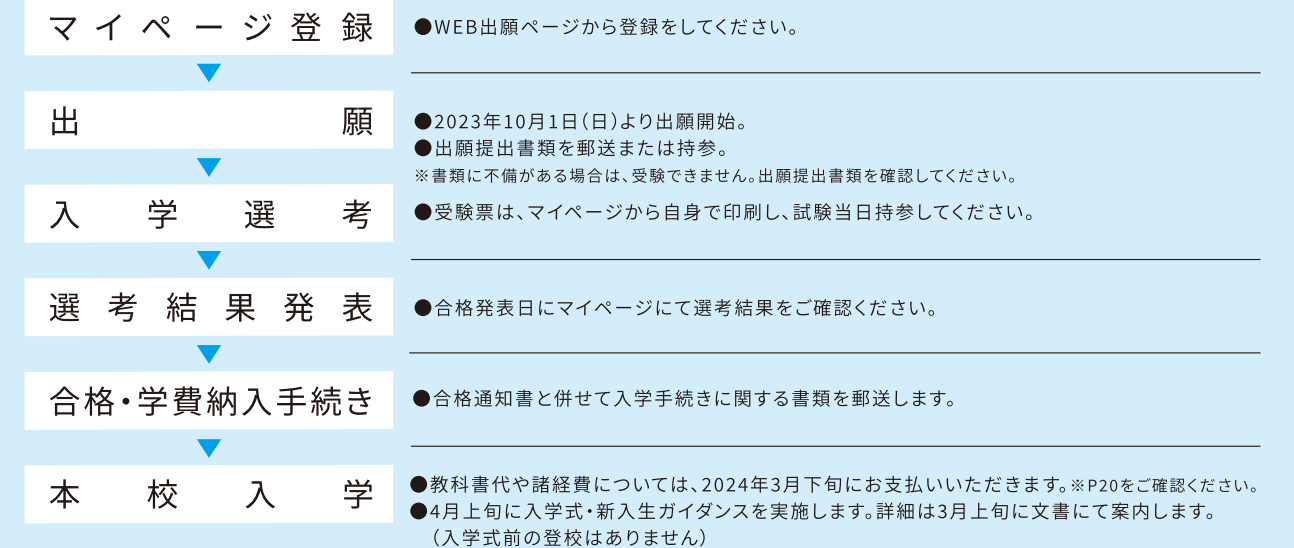 マイページ登録
●WEB出願ページから登録をしてください。
出願
●2023年10月1日(日)より出願開始。
●出願提出書類を郵送または持参。
※書類に不備がある場合は、受験できません。出願提出書類を確認してください。
入学選考
●受験票は、マイページから自身で印刷し、試験当日持参してください。
選考結果発表
●合格発表日にマイページにて選考結果をご確認ください。
合格・学費納入手続き
●合格通知書と併せて入学手続きに関する書類を郵送します。
本校入学
●教科書代や諸経費については、2024年3月下旬にお支払いいただきます。※P20をご確認ください。
●4月上旬に入学式・新入生ガイダンスを実施します。詳細は3月上旬に文書にて案内します。
(入学式前の登校はありません)